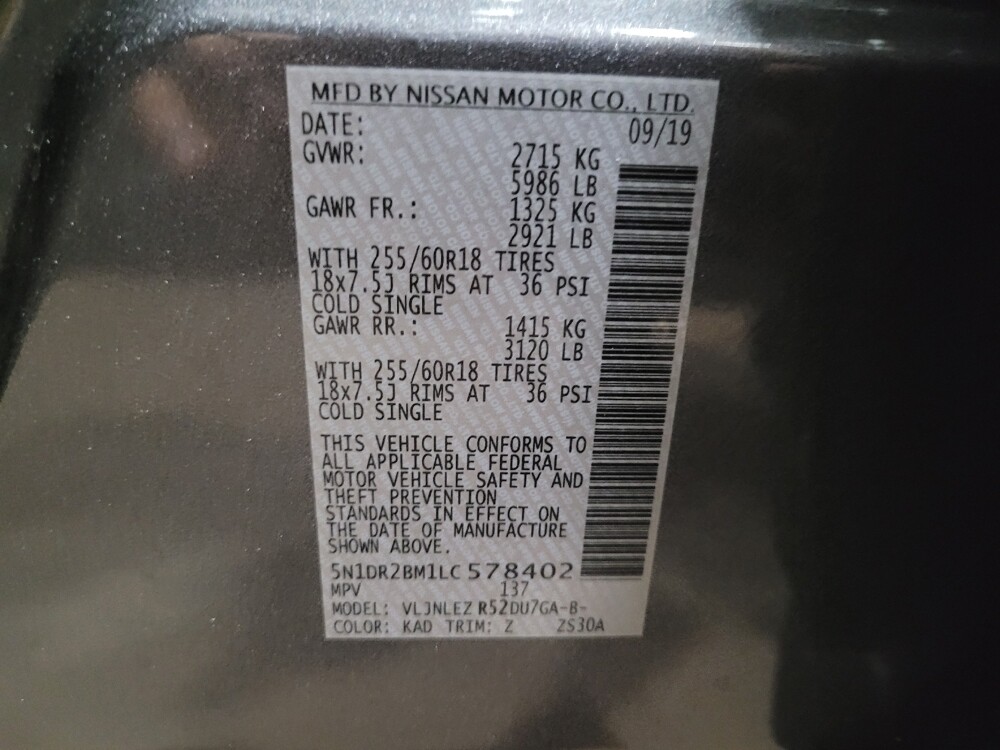 MFD BY NISSAN MOTOR CO., LTD.
DATE: 09/19
GVWR: 2715 KG
5986 LB
GAWR FR.: 1325 KG
2921 LB
WITH 255/60R18 TIRES
18x7.5J RIMS AT 36 PSI
COLD SINGLE
GAWR RR.: 1415 KG
3120 LB
WITH 255/60R18 TIRES
18x7.5J RIMS AT 36 PSI
COLD SINGLE
THIS VEHICLE CONFORMS TO
ALL APPLICABLE FEDERAL
MOTOR VEHICLE SAFETY AND
THEFT PREVENTION
STANDARDS IN EFFECT ON
THE DATE OF MANUFACTURE
SHOWN ABOVE.
5N1DR2BM1LC578402
MPV 137
MODEL: VLJNLEZ R52DU7GA-B-
COLOR: KAD TRIM: Z ZS30A